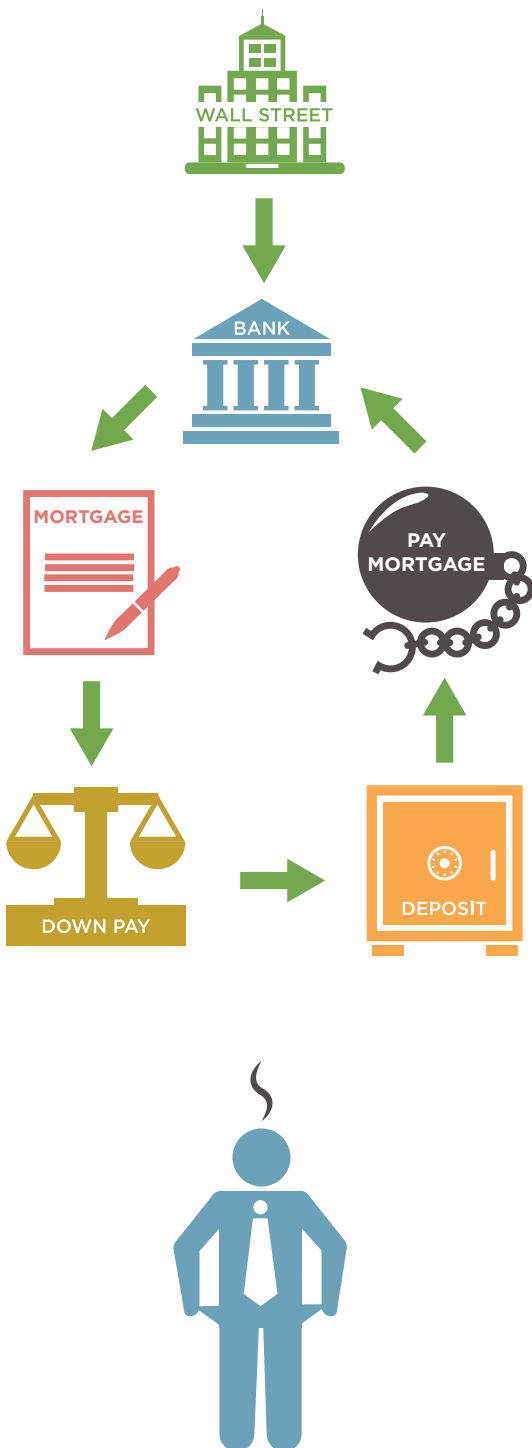 WALL STREET
BANK
MORTGAGE
PAY
MORTGAGE
DOWN PAY
DEPOSIT